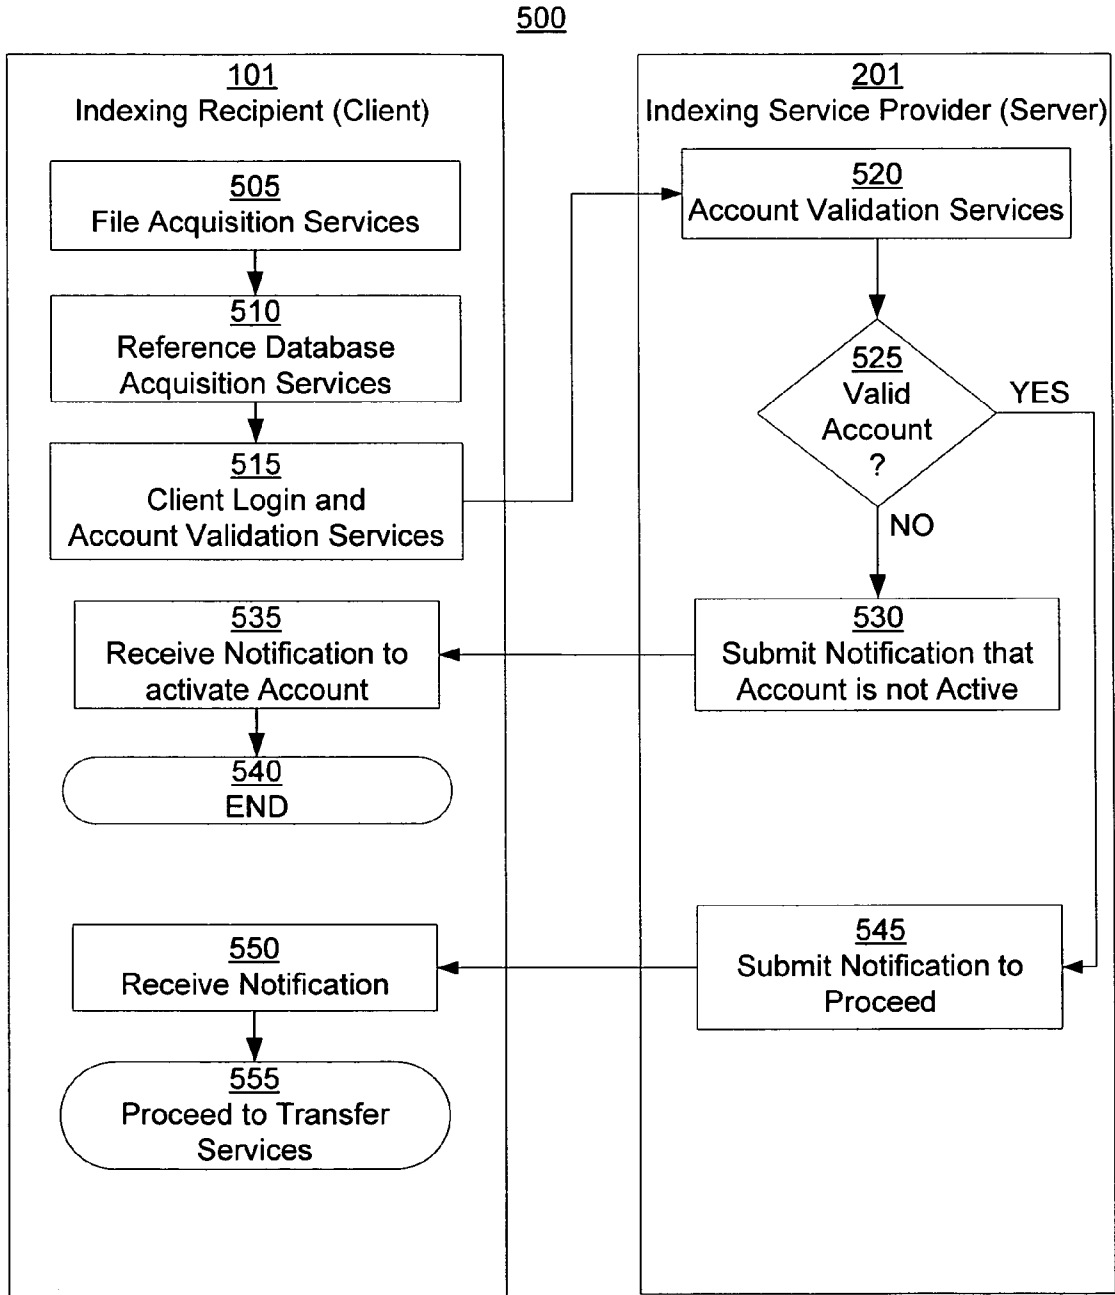 500
101
Indexing Recipient (Client)
505
File Acquisition Services
510
Reference Database
Acquisition Services
515
Client Login and
Account Validation Services
535
Receive Notification to
activate Account
540
END
550
Receive Notification
555
Proceed to Transfer
Services
201
Indexing Service Provider (Server)
520
Account Validation Services
525
Valid
Account
?
YES
NO
530
Submit Notification that
Account is not Active
545
Submit Notification to
Proceed